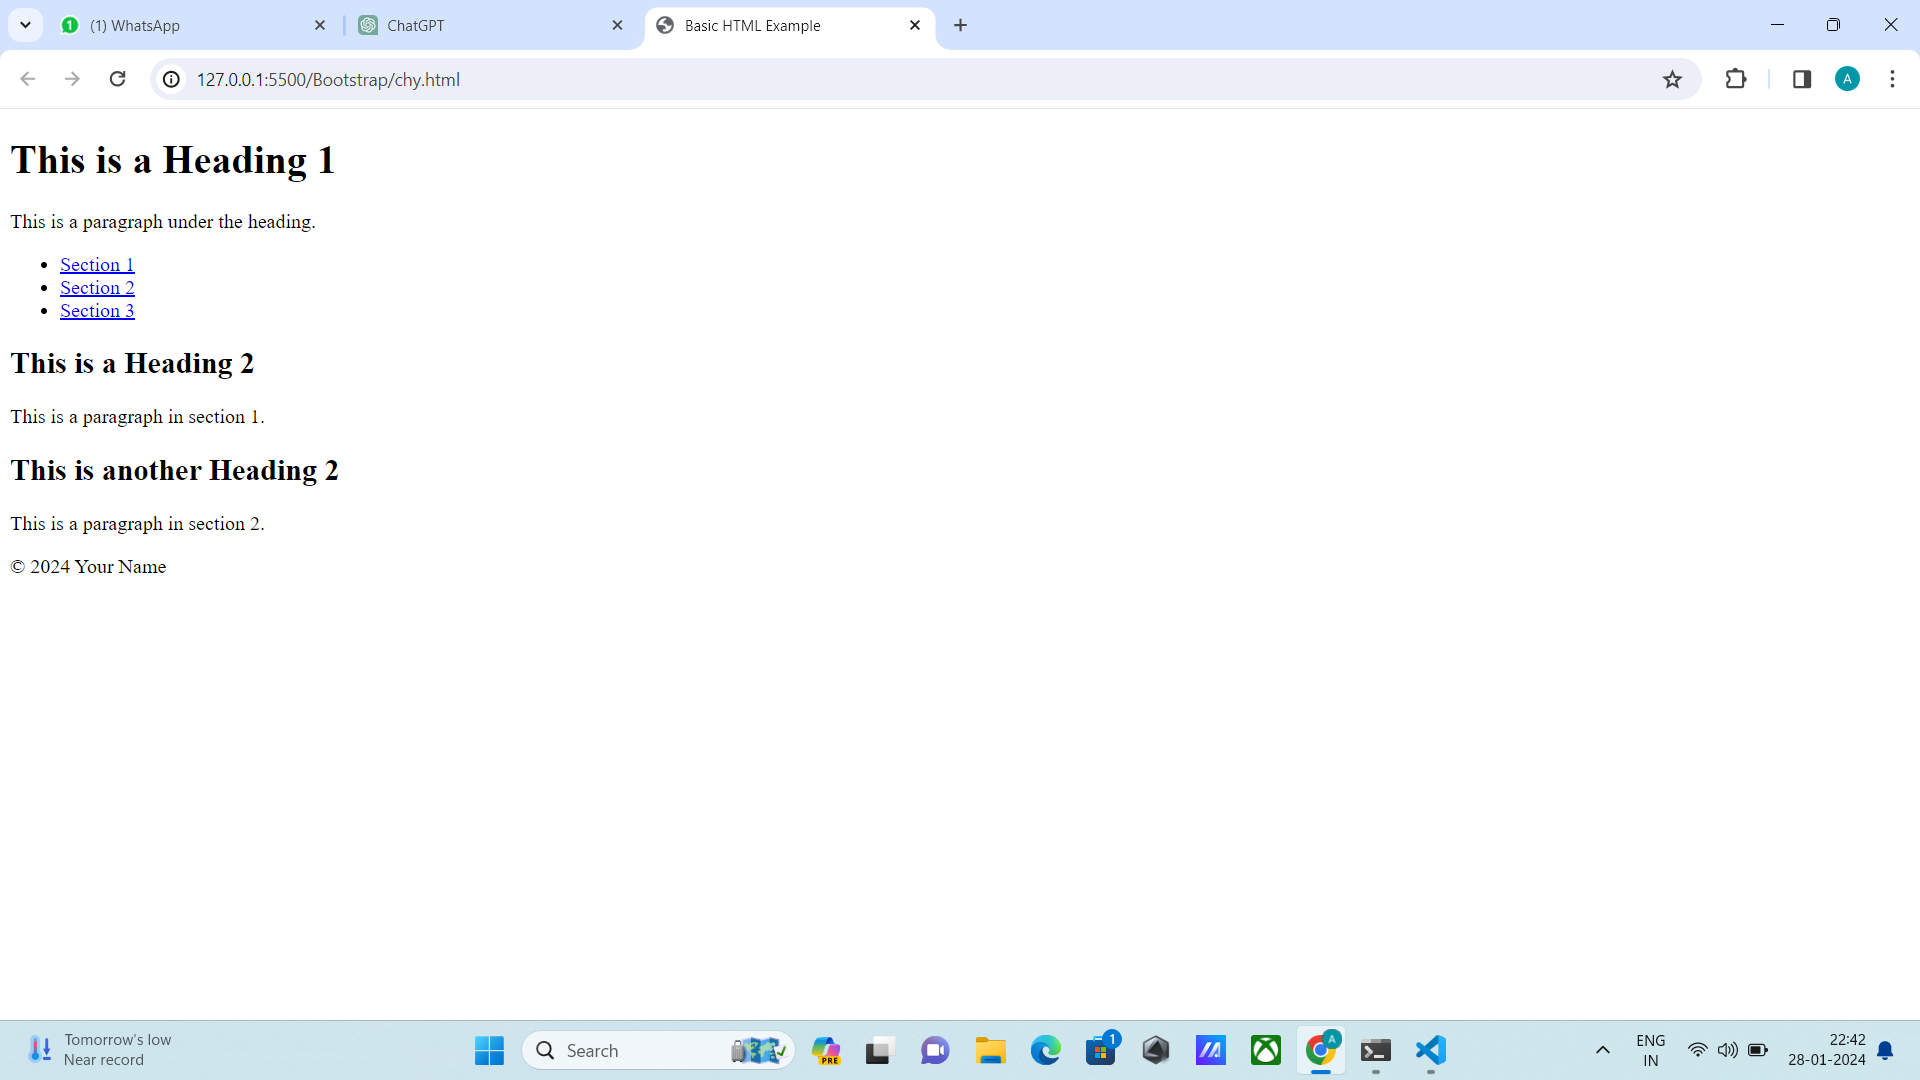 (1) WhatsApp
ChatGPT
Basic HTML Example
127.0.0.1:5500/Bootstrap/chy.html
A
This is a Heading 1
This is a paragraph under the heading.
Section 1
Section 2
Section 3
This is a Heading 2
This is a paragraph in section 1.
This is another Heading 2
This is a paragraph in section 2.
© 2024 Your Name
Tomorrow's low
Near record
Search
PRE
1
A
ENG
IN
22:42
28-01-2024